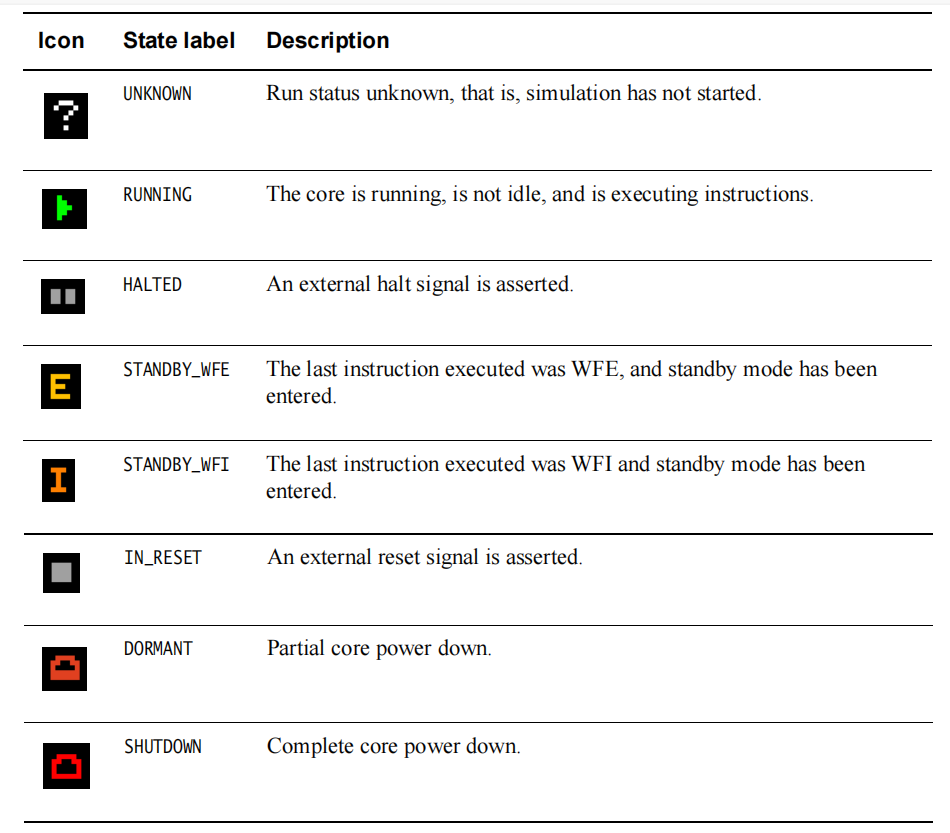 Icon State label Description
? UNKNOWN Run status unknown, that is, simulation has not started.
RUNNING The core is running, is not idle, and is executing instructions.
HALTED An external halt signal is asserted.
E STANDBY_WFE The last instruction executed was WFE, and standby mode has been
entered.
I STANDBY_WFI The last instruction executed was WFI and standby mode has been
entered.
IN_RESET An external reset signal is asserted.
DORMANT Partial core power down.
SHUTDOWN Complete core power down.